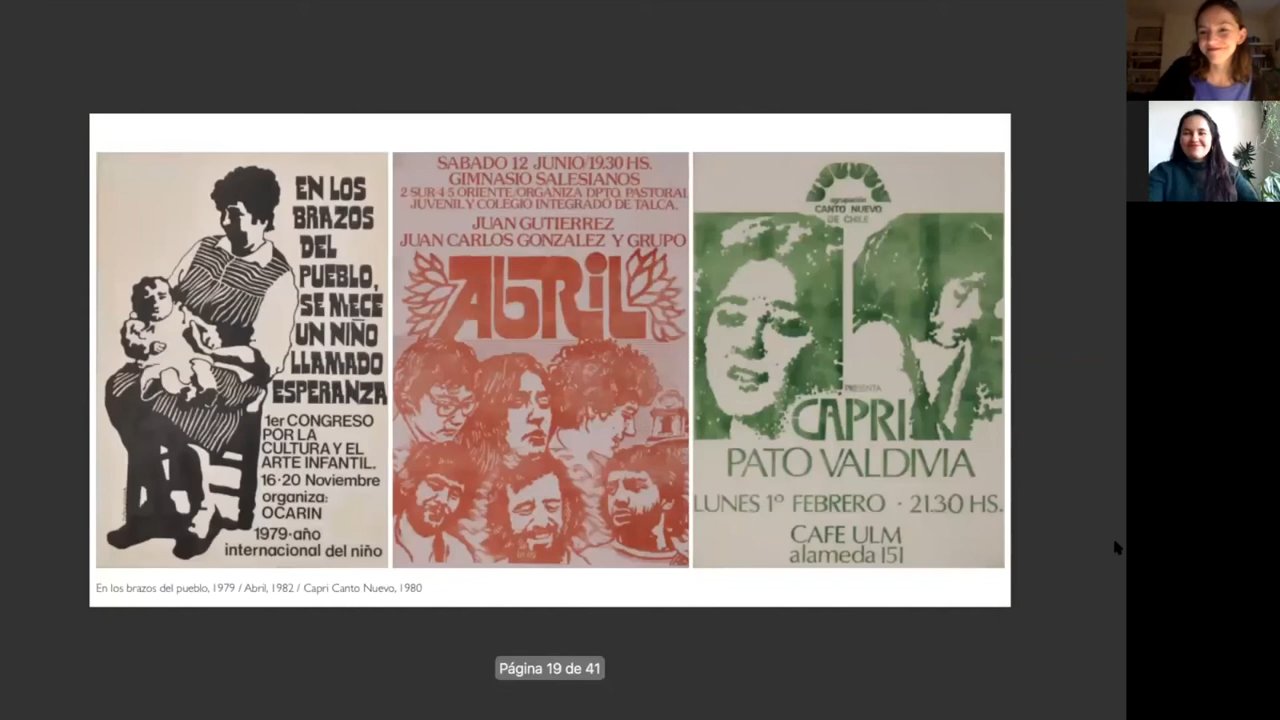 EN LOS
BRAZOS
DEL
PUEBLO,
SE MECE
UN NIÑO
LLAMADO
ESPERANZA
1er CONGRESO
POR LA
CULTURA Y EL
ARTE INFANTIL.
16·20 Noviembre
organiza:
OCARIN
1979·año
internacional del niño
SABADO 12 JUNIO/19.30 HS.
GIMNASIO SALESIANOS
2 SUR·4·5 ORIENTE/ORGANIZA DPTO. PASTORAL
JUVENIL Y COLEGIO INTEGRADO DE TALCA.
JUAN GUTIERREZ
JUAN CARLOS GONZALEZ Y GRUPO
ABRIL
agrupación
CANTO NUEVO
DE CHILE
PRESENTA
CAPRI
PATO VALDIVIA
LUNES 1º FEBRERO · 21.30 HS.
CAFE ULM
alameda 151
En los brazos del pueblo, 1979 / Abril, 1982 / Capri Canto Nuevo, 1980
Página 19 de 41